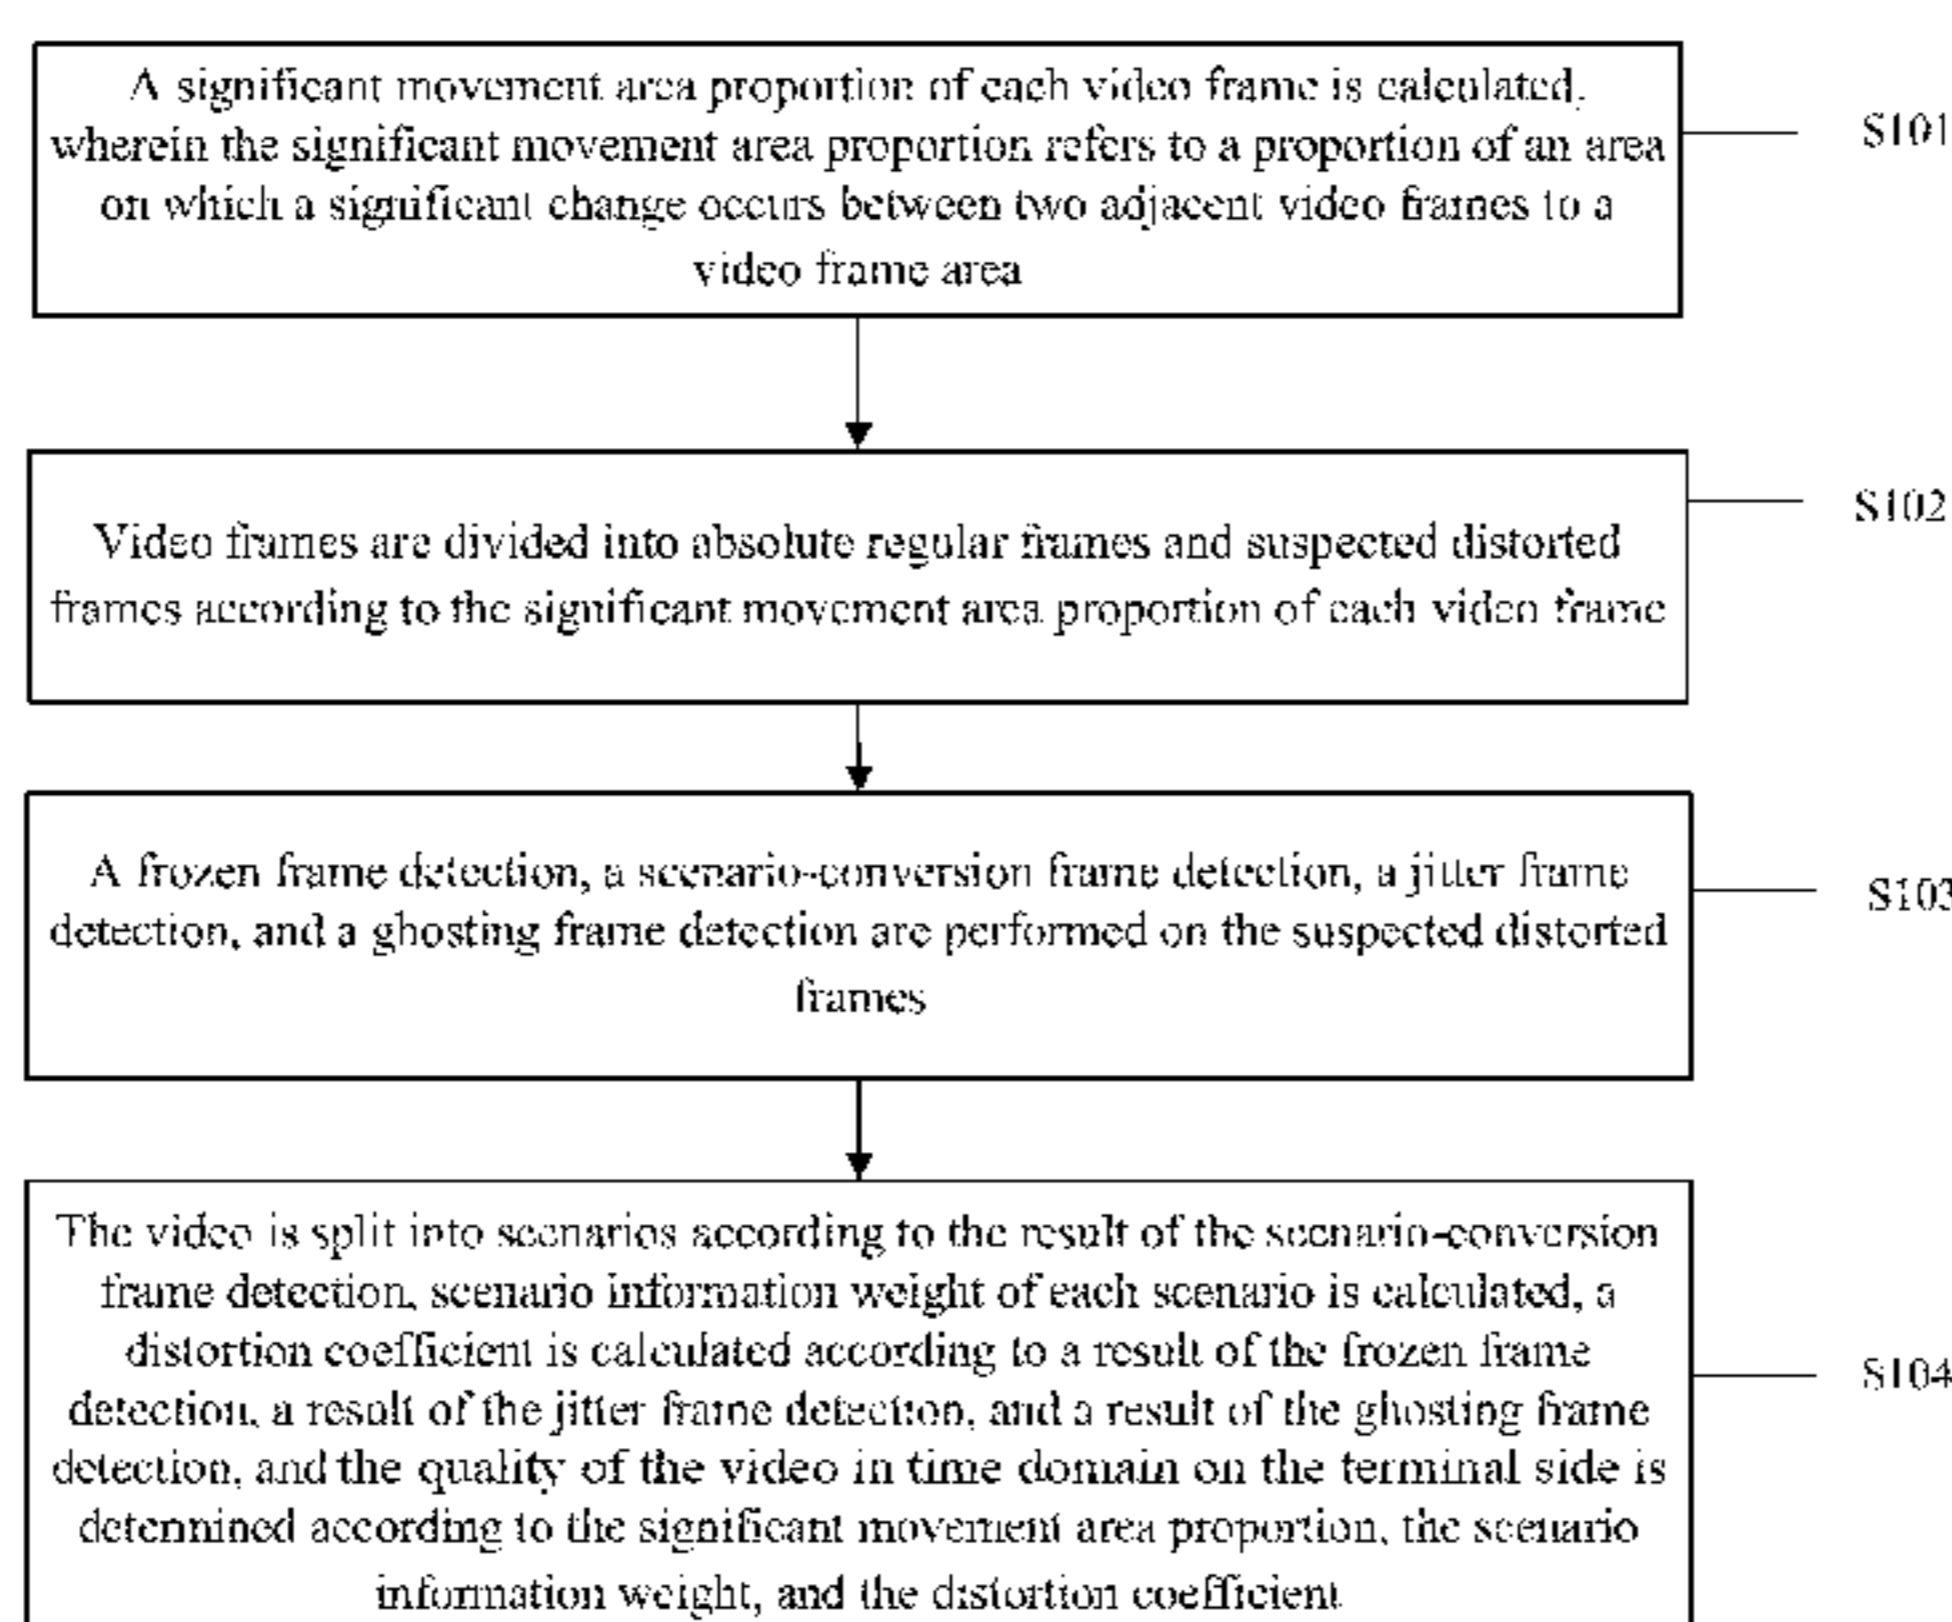 A significant movement area proportion of each video frame is calculated,
wherein the significant movement area proportion refers to a proportion of an area
on which a significant change occurs between two adjacent video frames to a
video frame area
S101
Video frames are divided into absolute regular frames and suspected distorted
frames according to the significant movement area proportion of each video frame
S102
A frozen frame detection, a scenario-conversion frame detection, a jitter frame
detection, and a ghosting frame detection are performed on the suspected distorted
frames
S103
The video is split into scenarios according to the result of the scenario-conversion
frame detection, scenario information weight of each scenario is calculated, a
distortion coefficient is calculated according to a result of the frozen frame
detection, a result of the jitter frame detection, and a result of the ghosting frame
detection, and the quality of the video in time domain on the terminal side is
determined according to the significant movement area proportion, the scenario
information weight, and the distortion coefficient
S104